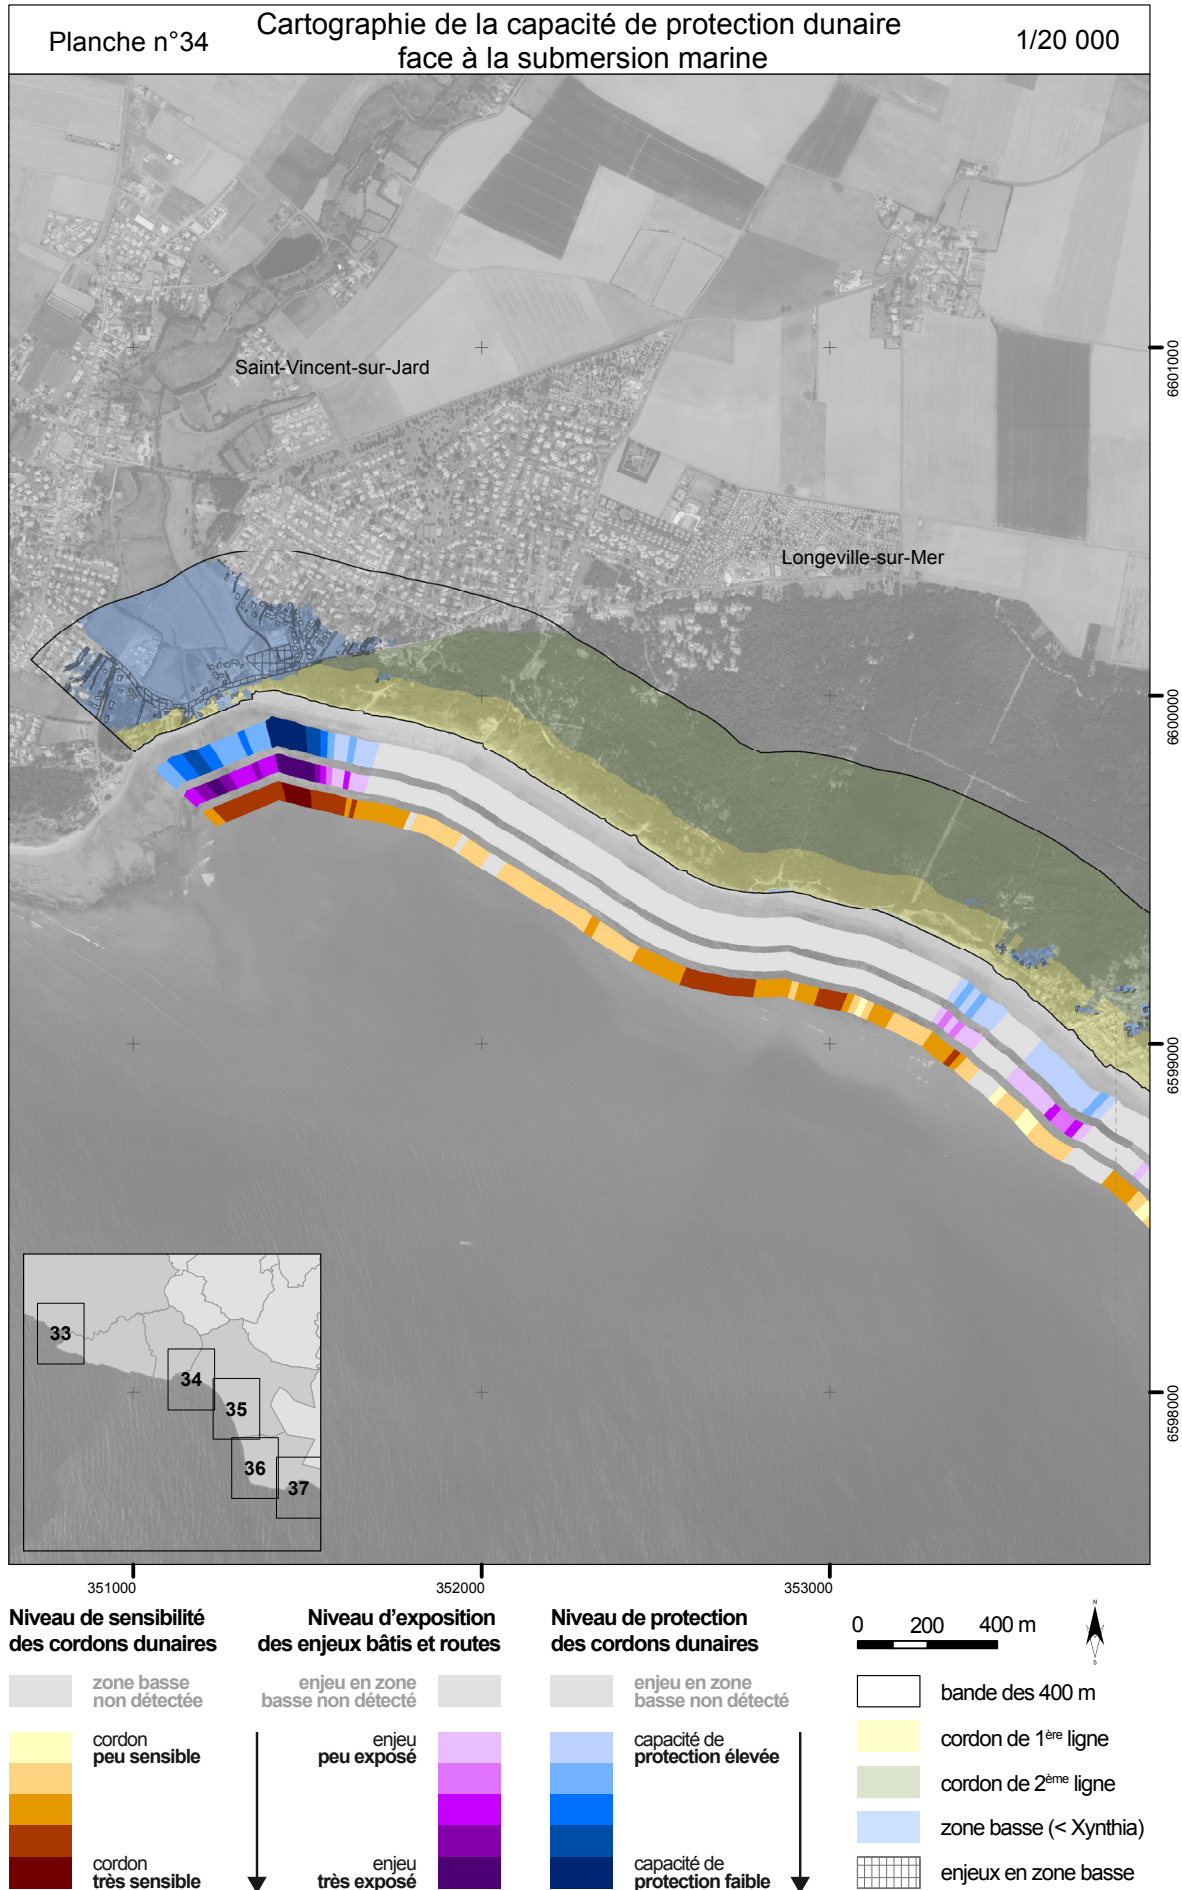 Planche n°34
Cartographie de la capacité de protection dunaire
face à la submersion marine
1/20 000
Saint-Vincent-sur-Jard
Longeville-sur-Mer
6601000
6600000
6599000
6598000
33
34
35
36
37
351000
352000
353000
Niveau de sensibilité
des cordons dunaires
zone basse
non détectée
cordon
peu sensible
cordon
très sensible
Niveau d'exposition
des enjeux bâtis et routes
enjeu en zone
basse non détecté
enjeu
peu exposé
enjeu
très exposé
Niveau de protection
des cordons dunaires
enjeu en zone
basse non détecté
capacité de
protection élevée
capacité de
protection faible
0 200 400 m
N
S
bande des 400 m
cordon de 1ère ligne
cordon de 2ème ligne
zone basse (< Xynthia)
enjeux en zone basse